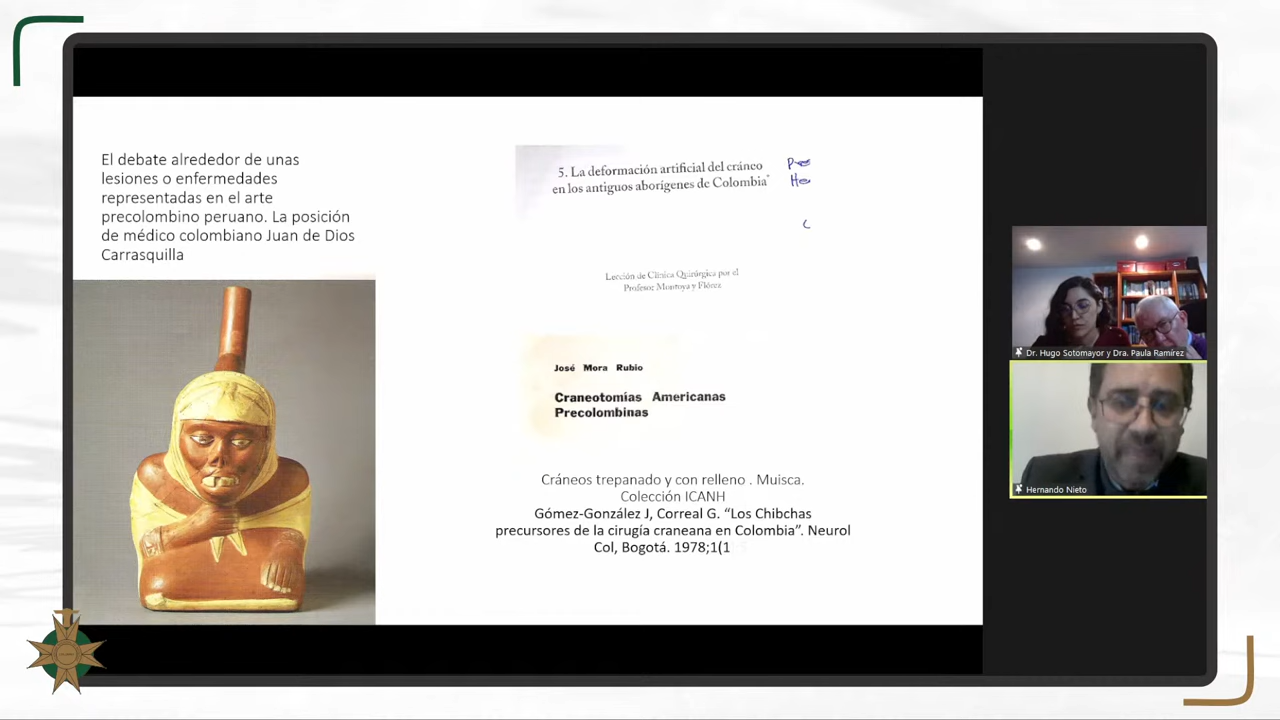 El debate alrededor de unas
lesiones o enfermedades
representadas en el arte
precolombino peruano. La posición
de médico colombiano Juan de Dios
Carrasquilla
5. La deformación artificial del cráneo
en los antiguos aborígenes de Colombia*
Lección de Clínica Quirúrgica por el
Profesor Montoya y Flórez
José Mora Rubio
Craneotomías Americanas
Precolombinas
Cráneos trepanado y con relleno . Muisca.
Colección ICANH
Gómez-González J, Correal G. “Los Chibchas
precursores de la cirugía craneana en Colombia”. Neurol
Col, Bogotá. 1978;1(1
Dr. Hugo Sotomayor y Dra. Paula Ramírez
Hernando Nieto